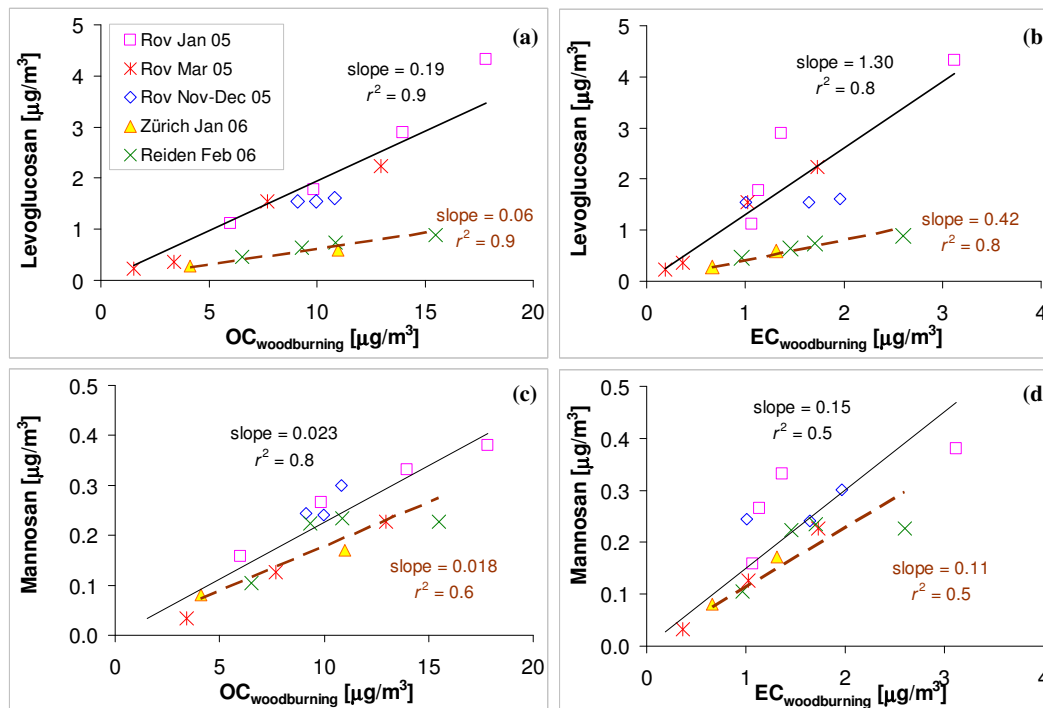 (a)
Rov Jan 05
Rov Mar 05
Rov Nov-Dec 05
Zürich Jan 06
Reiden Feb 06
slope = 0.19
r² = 0.9
slope = 0.06
r² = 0.9
Levoglucosan [µg/m³]
5
4
3
2
1
0
0 5 10 15 20
OCwoodburning [µg/m³]
(b)
slope = 1.30
r² = 0.8
slope = 0.42
r² = 0.8
Levoglucosan [µg/m³]
5
4
3
2
1
0
0 1 2 3 4
ECwoodburning [µg/m³]
(c)
slope = 0.023
r² = 0.8
slope = 0.018
r² = 0.6
Mannosan [µg/m³]
0.5
0.4
0.3
0.2
0.1
0.0
0 5 10 15 20
OCwoodburning [µg/m³]
(d)
slope = 0.15
r² = 0.5
slope = 0.11
r² = 0.5
Mannosan [µg/m³]
0.5
0.4
0.3
0.2
0.1
0.0
0 1 2 3 4
ECwoodburning [µg/m³]